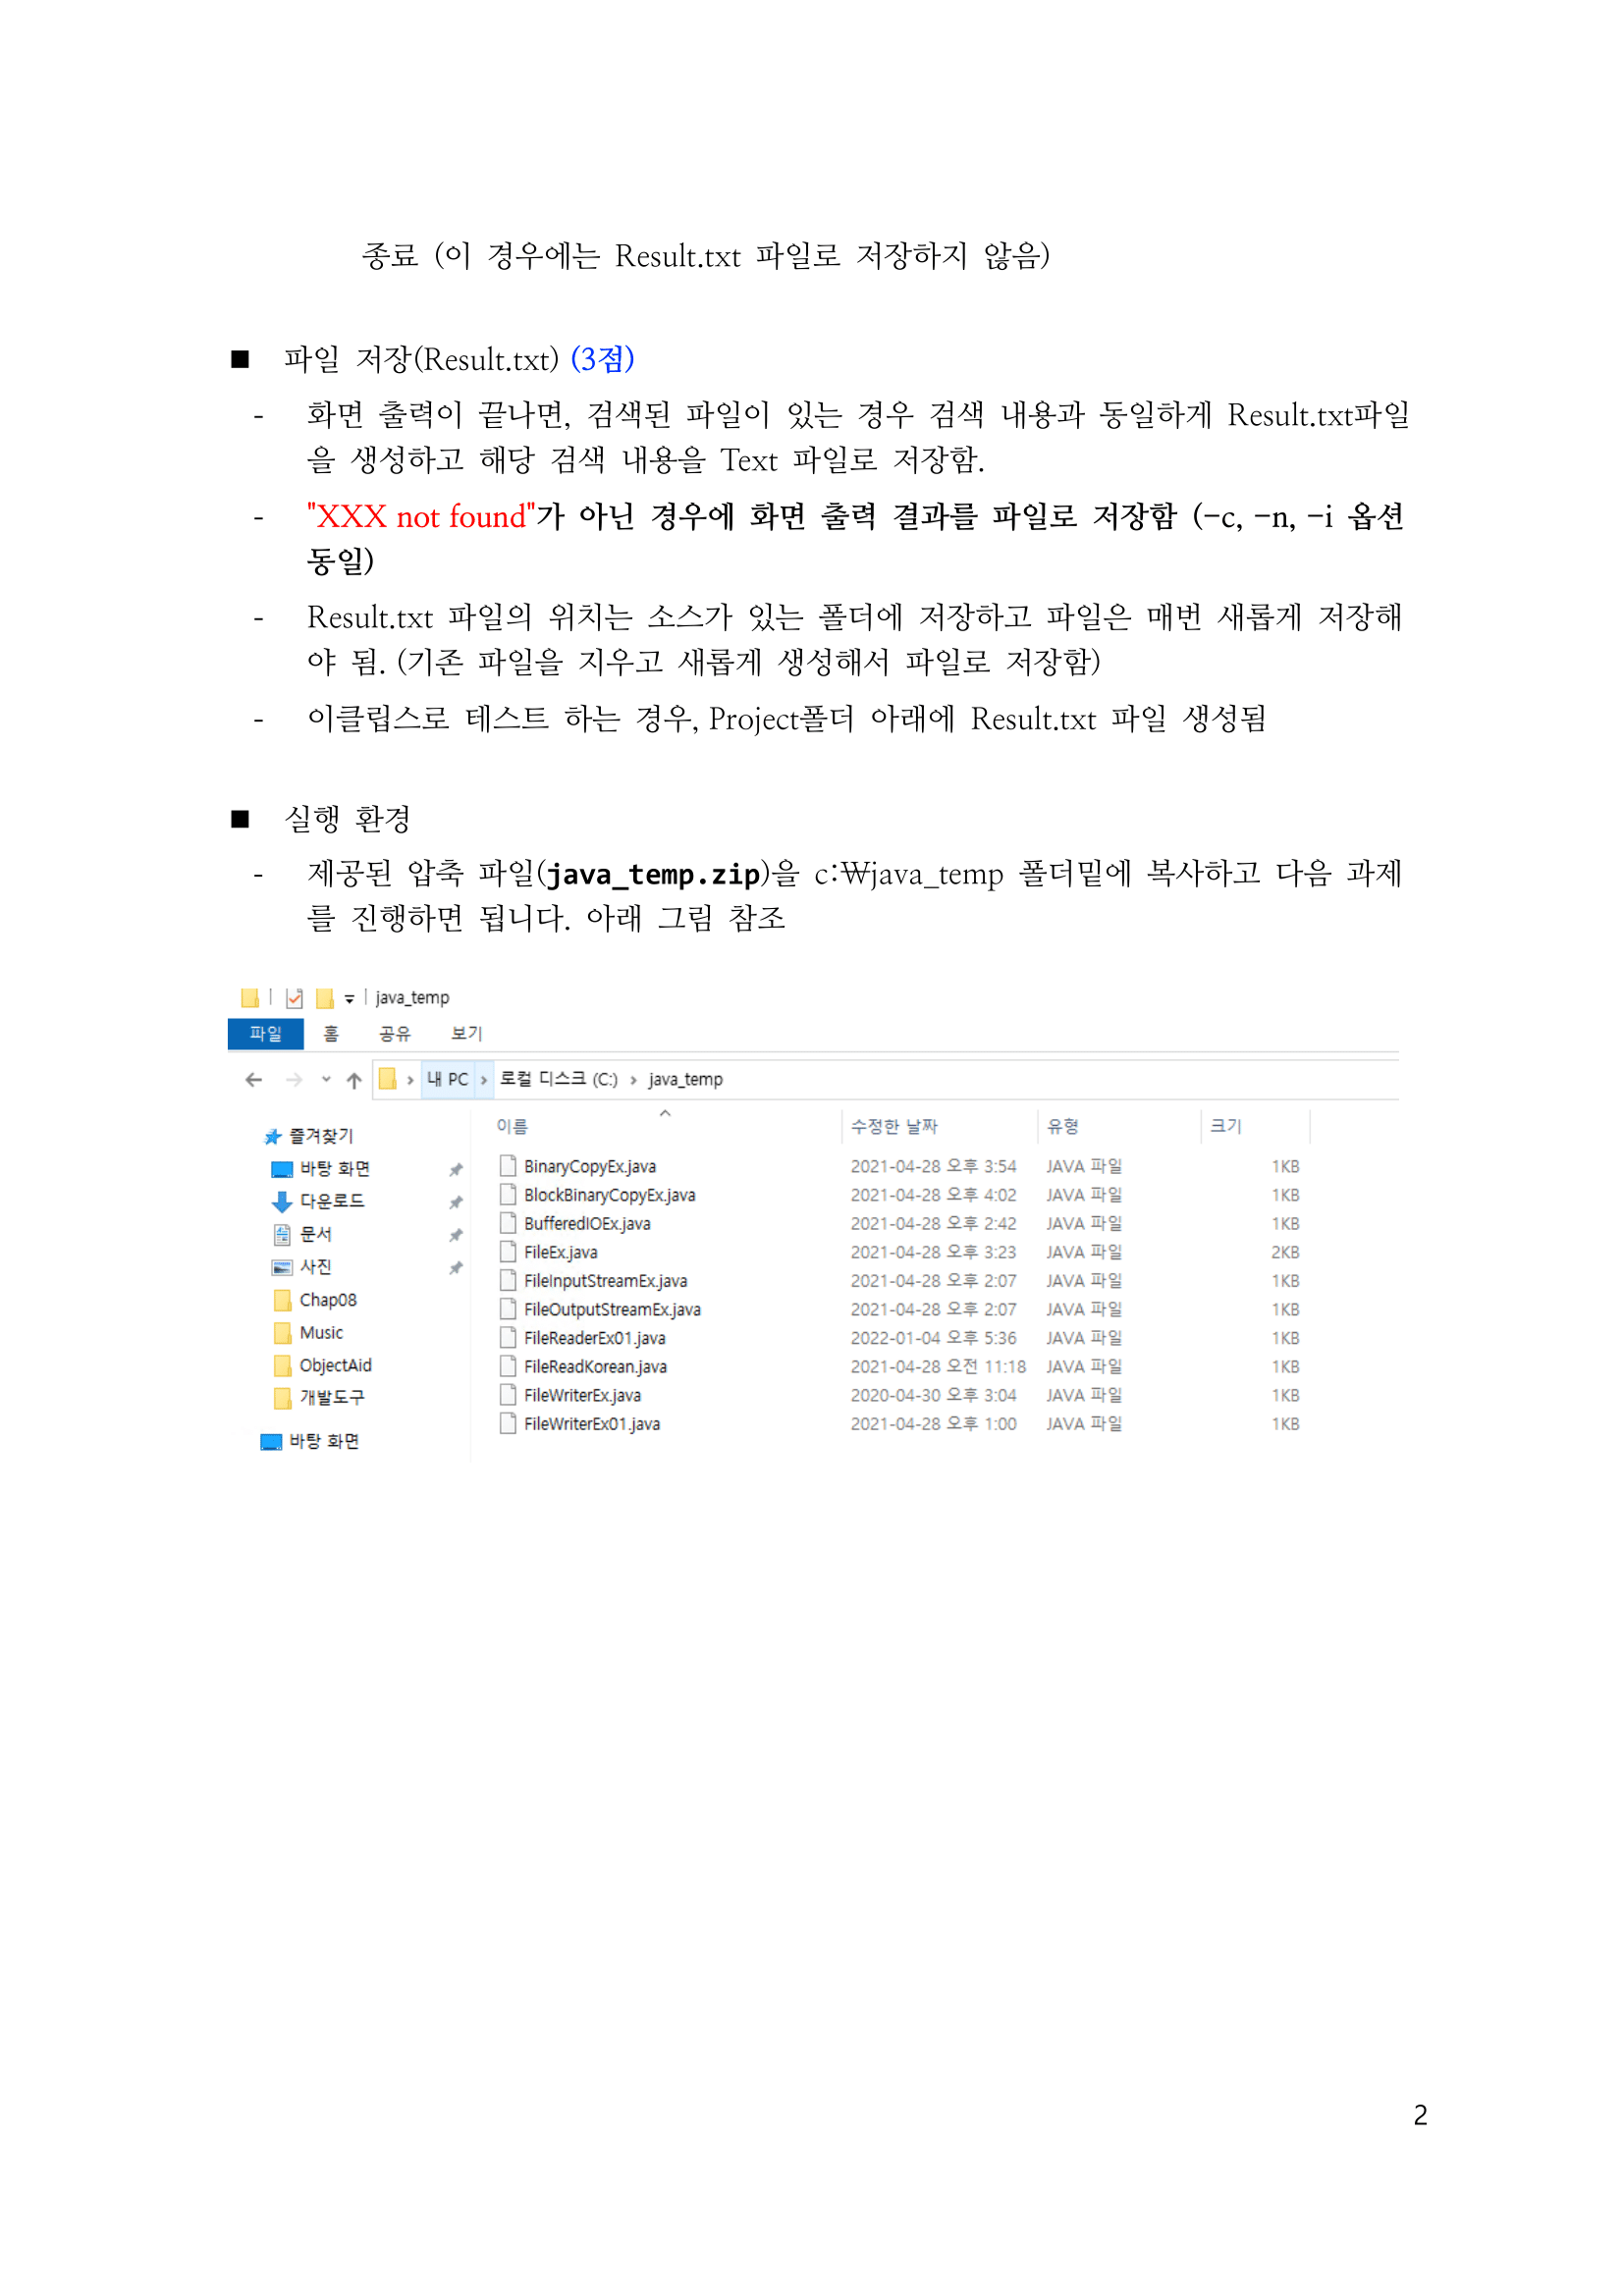 종료 (이 경우에는 Result.txt 파일로 저장하지 않음)
■ 파일 저장(Result.txt) (3점)
- 화면 출력이 끝나면, 검색된 파일이 있는 경우 검색 내용과 동일하게 Result.txt파일
을 생성하고 해당 검색 내용을 Text 파일로 저장함.
- "XXX not found"가 아닌 경우에 화면 출력 결과를 파일로 저장함 (-c, -n, -i 옵션
동일)
- Result.txt 파일의 위치는 소스가 있는 폴더에 저장하고 파일은 매번 새롭게 저장해
야 됨. (기존 파일을 지우고 새롭게 생성해서 파일로 저장함)
- 이클립스로 테스트 하는 경우, Project폴더 아래에 Result.txt 파일 생성됨
■ 실행 환경
- 제공된 압축 파일(java_temp.zip)을 c:₩java_temp 폴더밑에 복사하고 다음 과제
를 진행하면 됩니다. 아래 그림 참조
java_temp
파일 홈 공유 보기
내 PC › 로컬 디스크 (C:) › java_temp
이름 수정한 날짜 유형 크기
즐겨찾기
바탕 화면
다운로드
문서
사진
Chap08
Music
ObjectAid
개발도구
바탕 화면
BinaryCopyEx.java 2021-04-28 오후 3:54 JAVA 파일 1KB
BlockBinaryCopyEx.java 2021-04-28 오후 4:02 JAVA 파일 1KB
BufferedIOEx.java 2021-04-28 오후 2:42 JAVA 파일 1KB
FileEx.java 2021-04-28 오후 3:23 JAVA 파일 2KB
FileInputStreamEx.java 2021-04-28 오후 2:07 JAVA 파일 1KB
FileOutputStreamEx.java 2021-04-28 오후 2:07 JAVA 파일 1KB
FileReaderEx01.java 2022-01-04 오후 5:36 JAVA 파일 1KB
FileReadKorean.java 2021-04-28 오전 11:18 JAVA 파일 1KB
FileWriterEx.java 2020-04-30 오후 3:04 JAVA 파일 1KB
FileWriterEx01.java 2021-04-28 오후 1:00 JAVA 파일 1KB
2